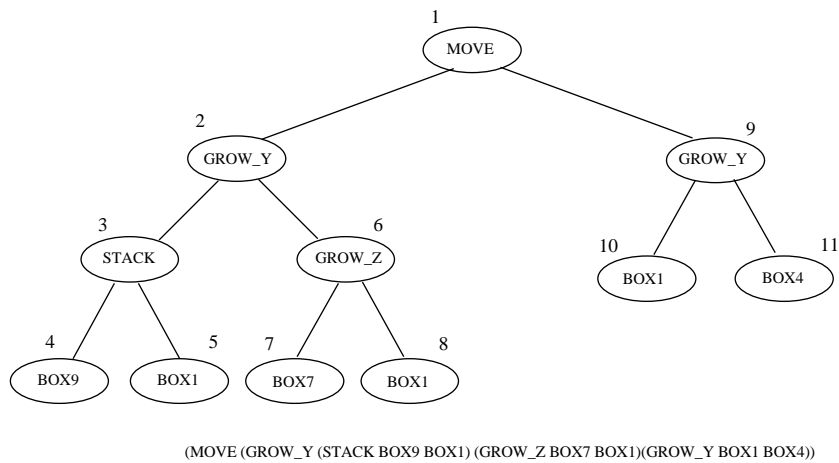 1
MOVE
2
9
GROW_Y
GROW_Y
3
6
STACK
GROW_Z
10
11
BOX1
BOX4
4
5
7
8
BOX9
BOX1
BOX7
BOX1
(MOVE (GROW_Y (STACK BOX9 BOX1) (GROW_Z BOX7 BOX1)(GROW_Y BOX1 BOX4))